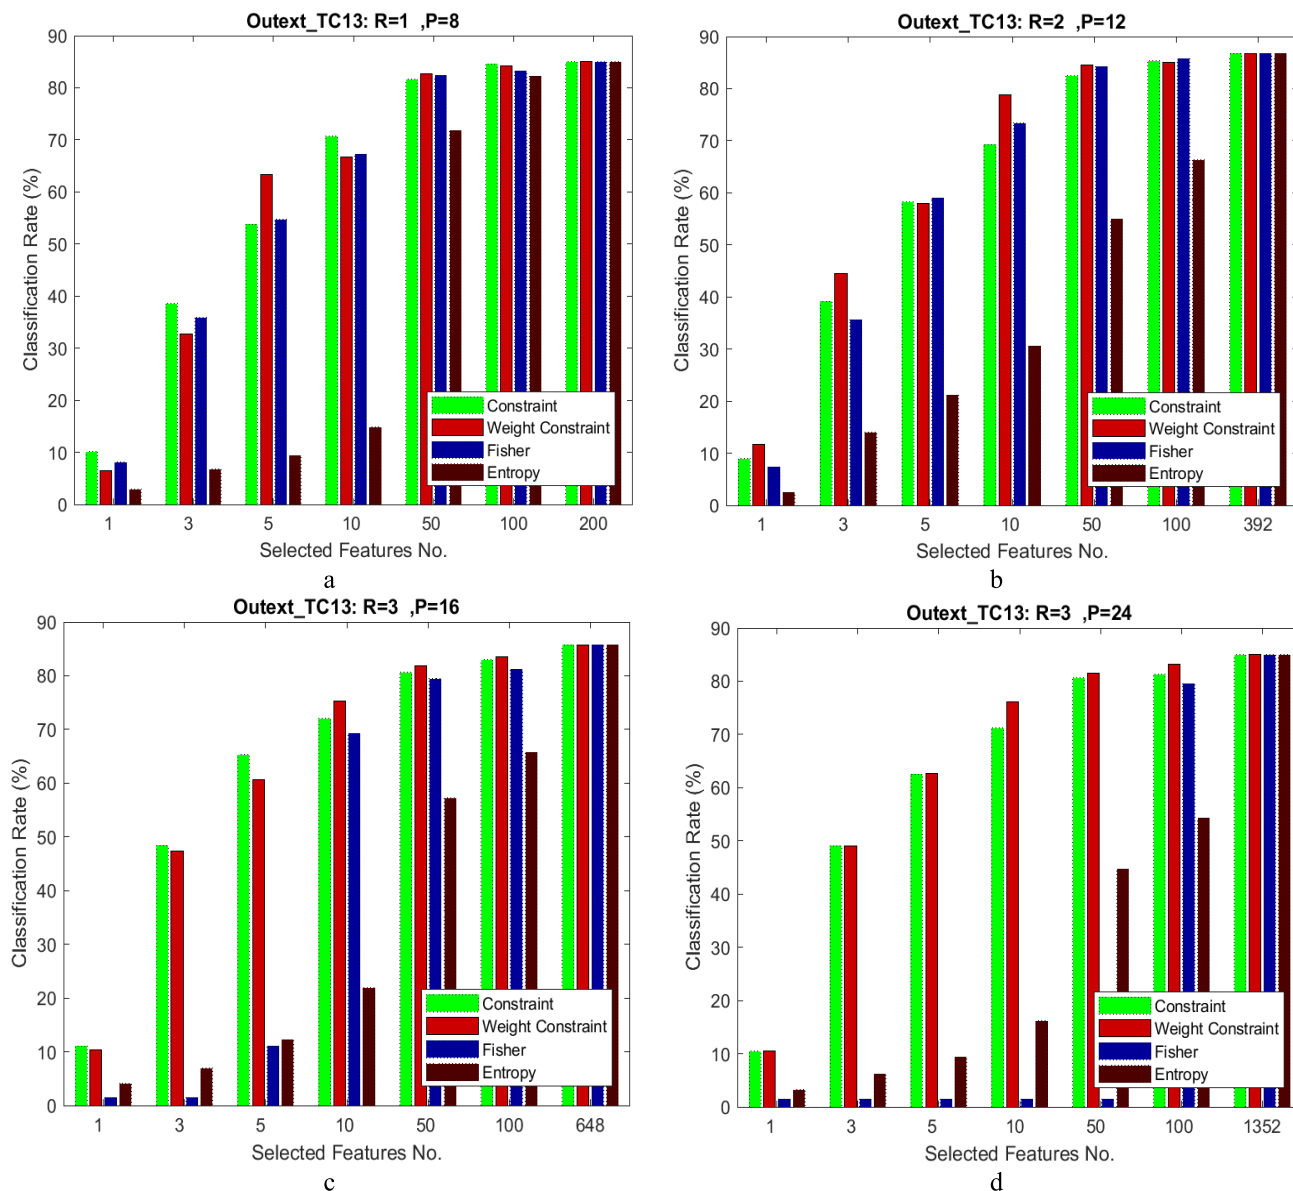 Outext_TC13: R=1 ,P=8
Classification Rate (%)
90
80
70
60
50
40
30
20
10
0
Constraint
Weight Constraint
Fisher
Entropy
1 3 5 10 50 100 200
Selected Features No.
a
Outext_TC13: R=2 ,P=12
Classification Rate (%)
90
80
70
60
50
40
30
20
10
0
Constraint
Weight Constraint
Fisher
Entropy
1 3 5 10 50 100 392
Selected Features No.
b
Outext_TC13: R=3 ,P=16
Classification Rate (%)
90
80
70
60
50
40
30
20
10
0
Constraint
Weight Constraint
Fisher
Entropy
1 3 5 10 50 100 648
Selected Features No.
c
Outext_TC13: R=3 ,P=24
Classification Rate (%)
90
80
70
60
50
40
30
20
10
0
Constraint
Weight Constraint
Fisher
Entropy
1 3 5 10 50 100 1352
Selected Features No.
d